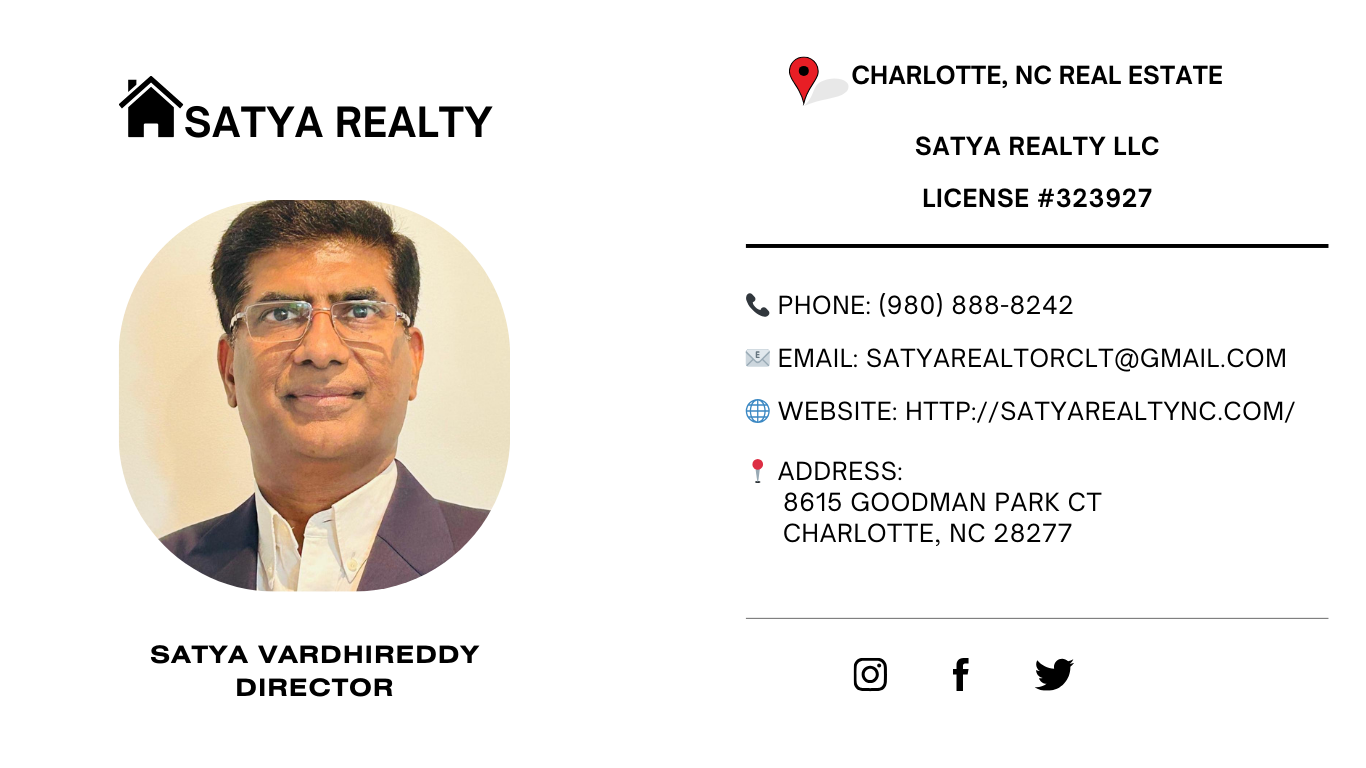 SATYA REALTY
SATYA VARDHIREDDY
DIRECTOR
CHARLOTTE, NC REAL ESTATE
SATYA REALTY LLC
LICENSE #323927
PHONE: (980) 888-8242
EMAIL: SATYAREALTORCLT@GMAIL.COM
WEBSITE: HTTP://SATYAREALTYNC.COM/
ADDRESS:
8615 GOODMAN PARK CT
CHARLOTTE, NC 28277